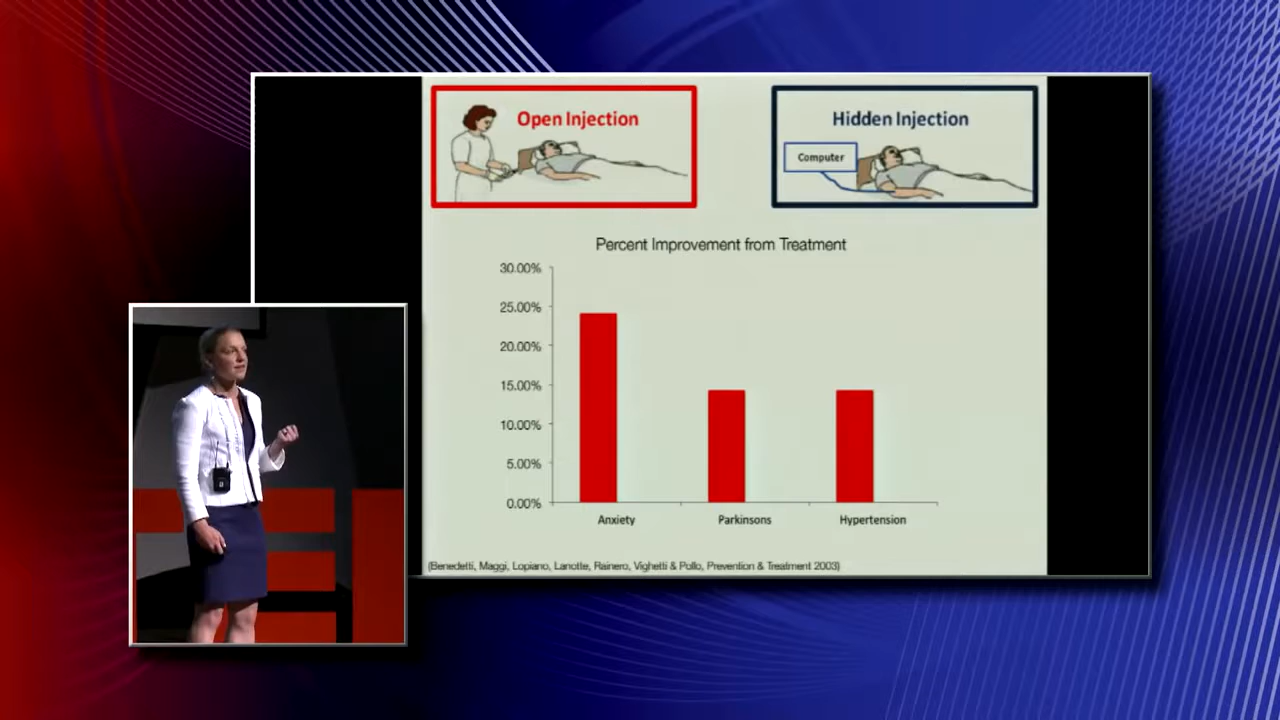 Open Injection
Hidden Injection
Computer
Percent Improvement from Treatment
30.00%
25.00%
20.00%
15.00%
10.00%
5.00%
0.00%
Anxiety
Parkinsons
Hypertension
(Benedetti, Maggi, Lopiano, Lanotte, Rainero, Vighetti & Pollo, Prevention & Treatment 2003)